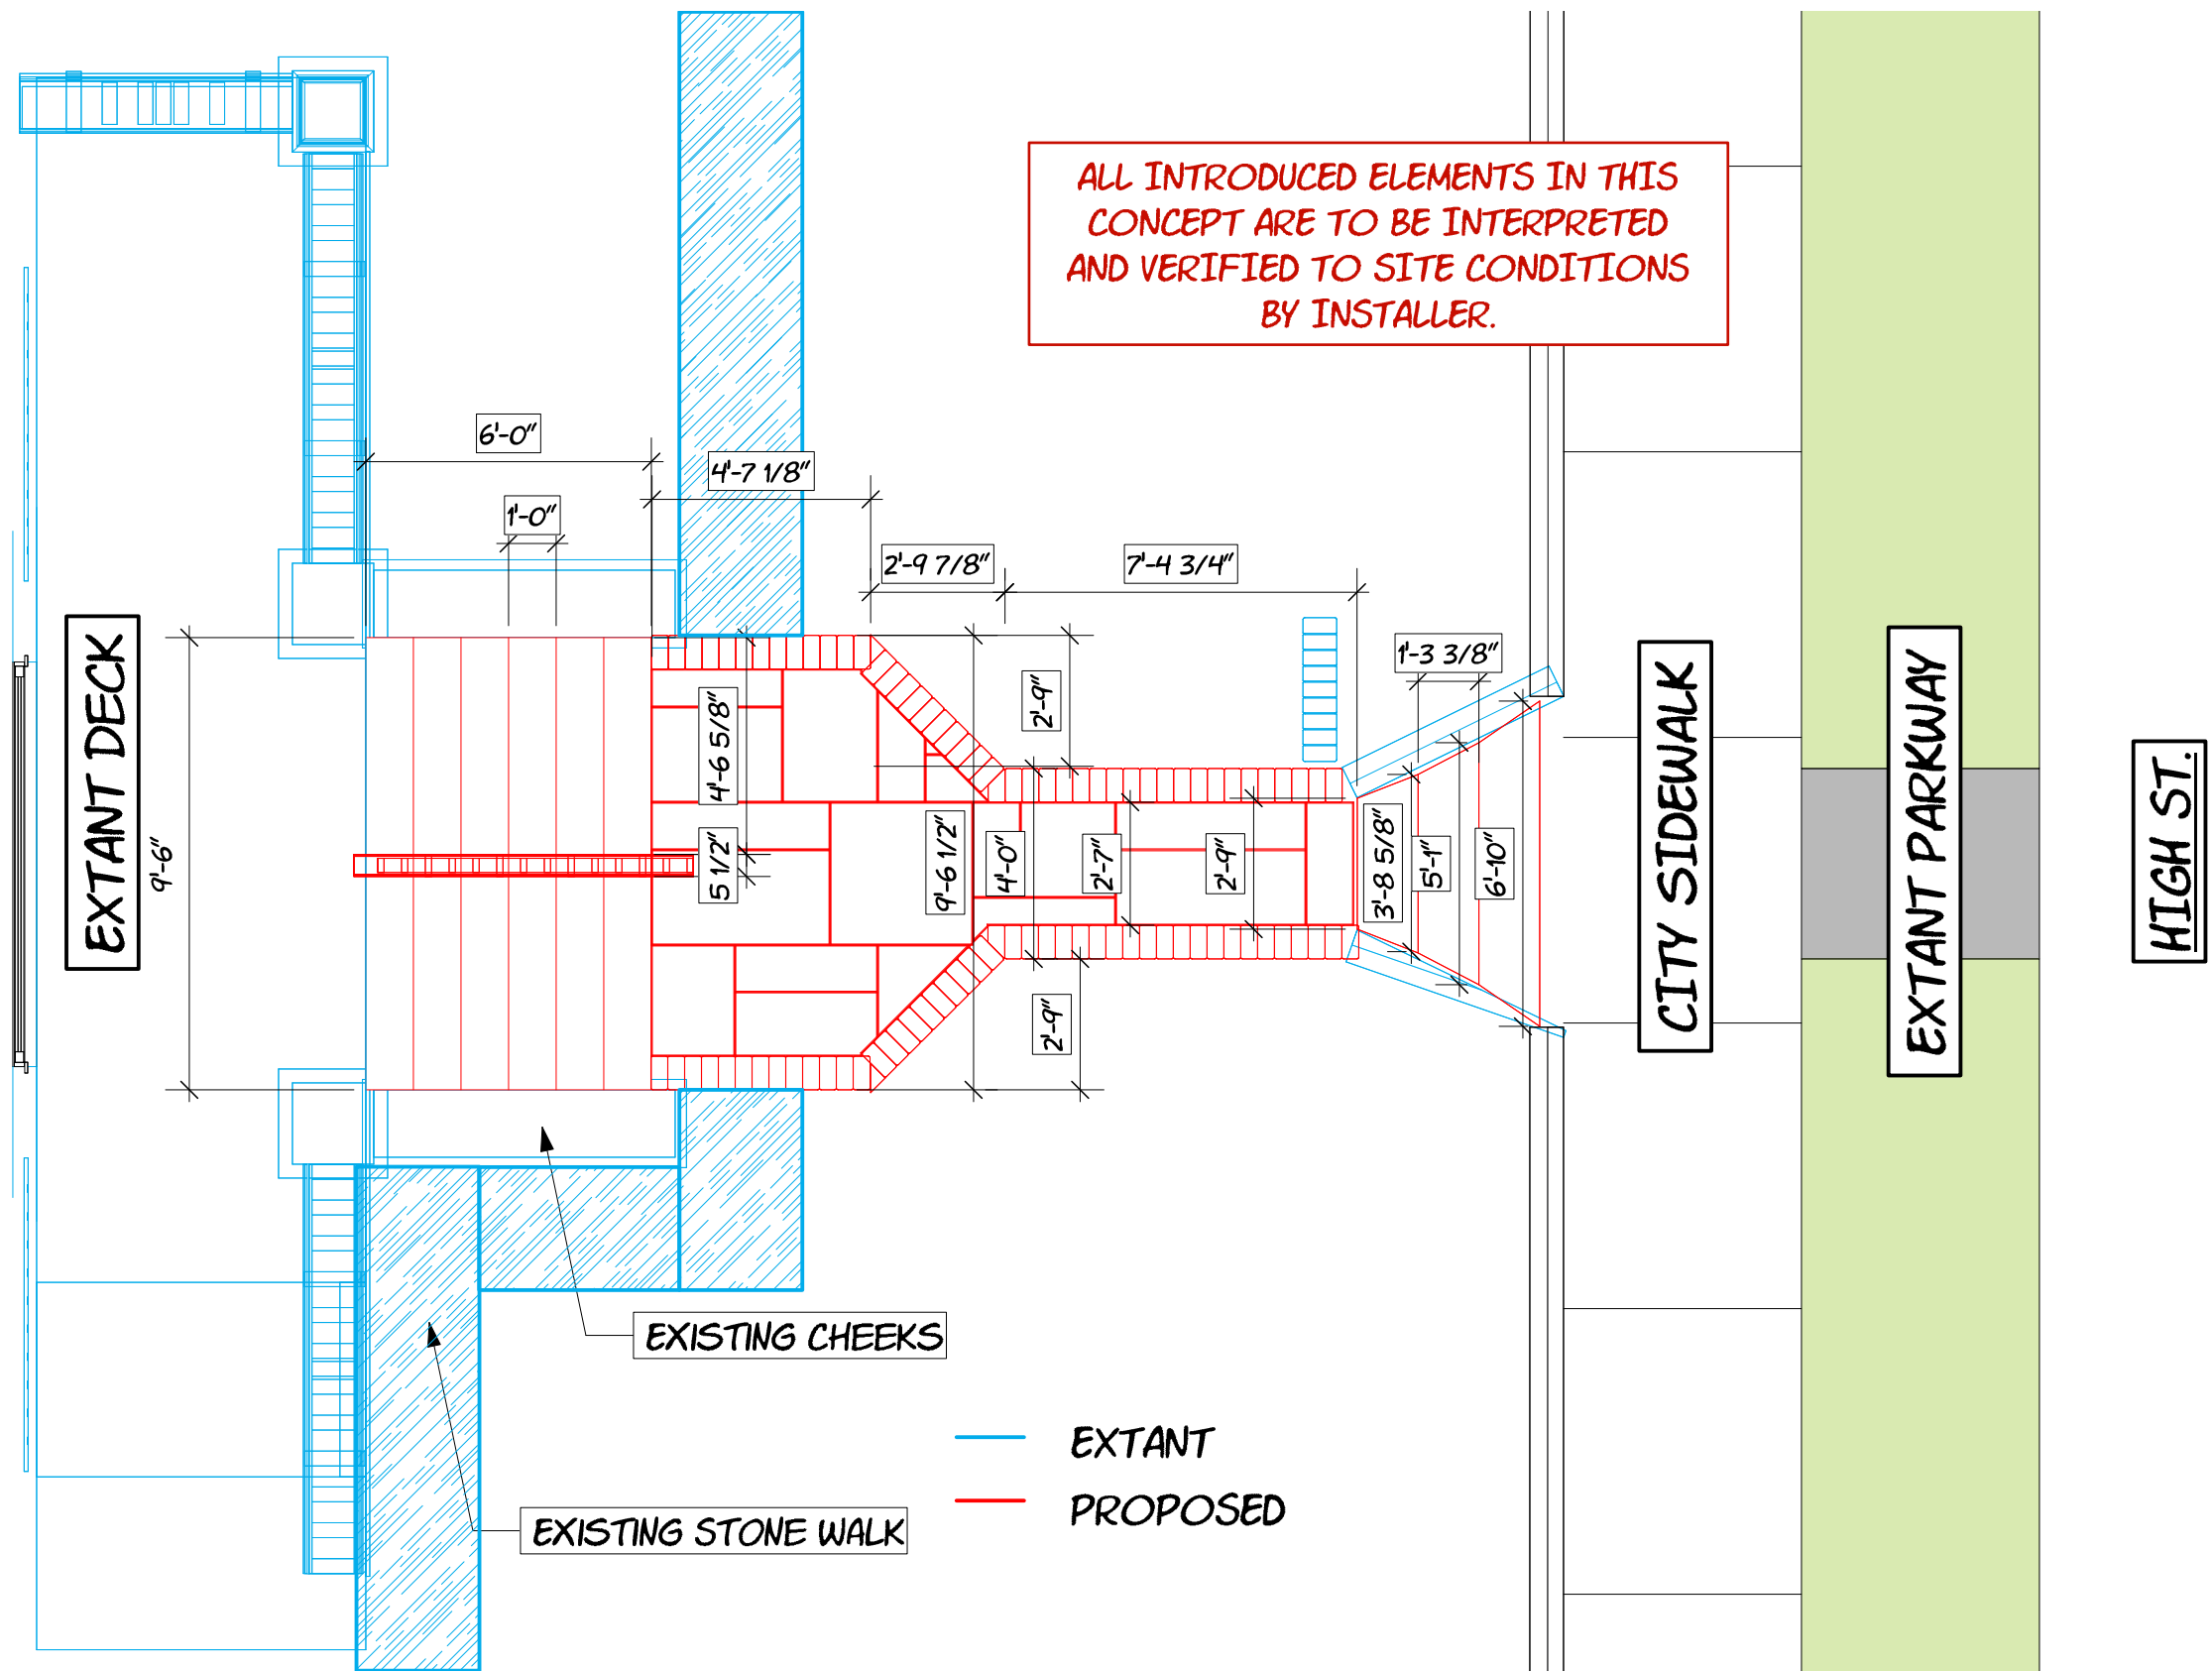 ALL INTRODUCED ELEMENTS IN THIS
CONCEPT ARE TO BE INTERPRETED
AND VERIFIED TO SITE CONDITIONS
BY INSTALLER.
6'-0"
4'-7 1/8"
1'-0"
2'-9 7/8"
7'-4 3/4"
1'-3 3/8"
EXTANT DECK
9'-6"
4'-6 5/8"
5 1/2"
9'-6 1/2"
4'-0"
2'-9"
2'-9"
2'-7"
2'-9"
3'-8 5/8"
5'-1"
6'-10"
CITY SIDEWALK
EXTANT PARKWAY
HIGH ST.
EXISTING CHEEKS
EXISTING STONE WALK
EXTANT
PROPOSED